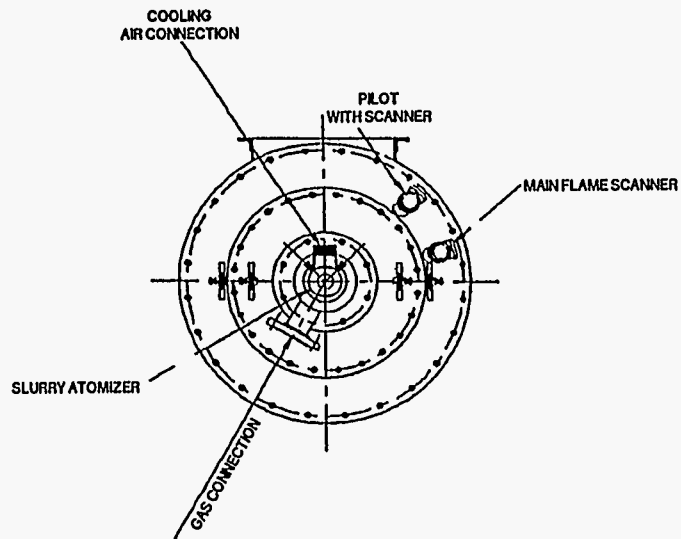 COOLING
AIR CONNECTION
PILOT
WITH SCANNER
MAIN FLAME SCANNER
SLURRY ATOMIZER
GAS CONNECTION